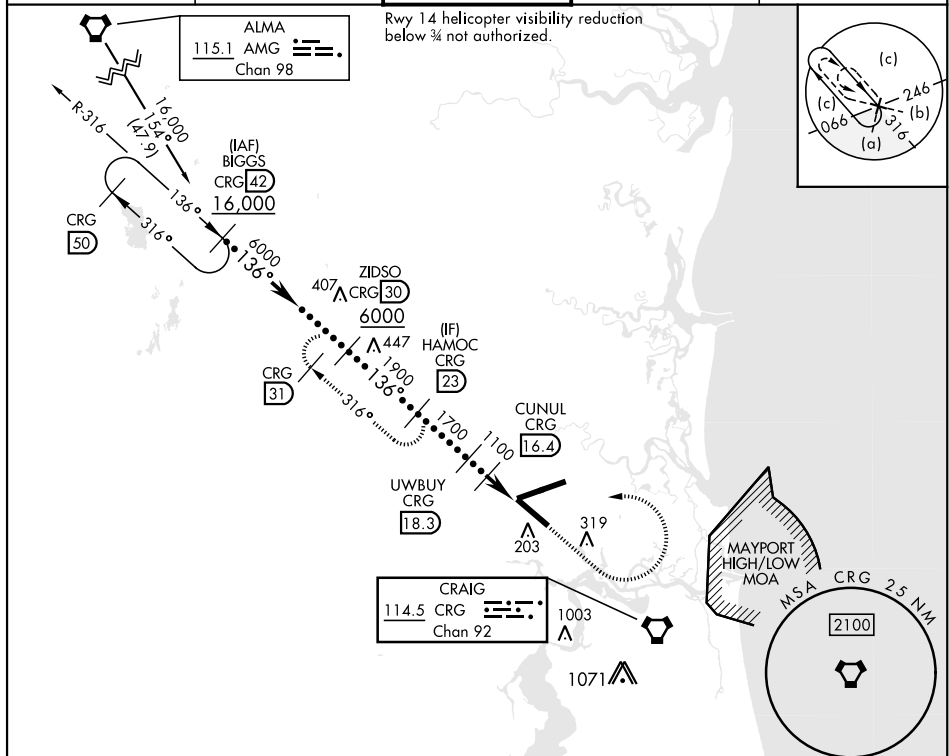 ALMA
115.1 AMG
Chan 98
Rwy 14 helicopter visibility reduction
below ¾ not authorized.
R-316
16,000
154°
(47.9)
(IAF)
BIGGS
CRG 42
16,000
136°
316°
CRG
50
6000
136°
407
ZIDSO
CRG 30
6000
447
1900
136°
(IF)
HAMOC
CRG
23
CRG
31
316°
1700
1100
CUNUL
CRG
16.4
UWBUY
CRG
18.3
203
319
CRAIG
114.5 CRG
Chan 92
1003
1071
MAYPORT
HIGH/LOW
MOA
MSA CRG 25 NM
2100
(c)
(c)
246
(b)
066
316
(a)